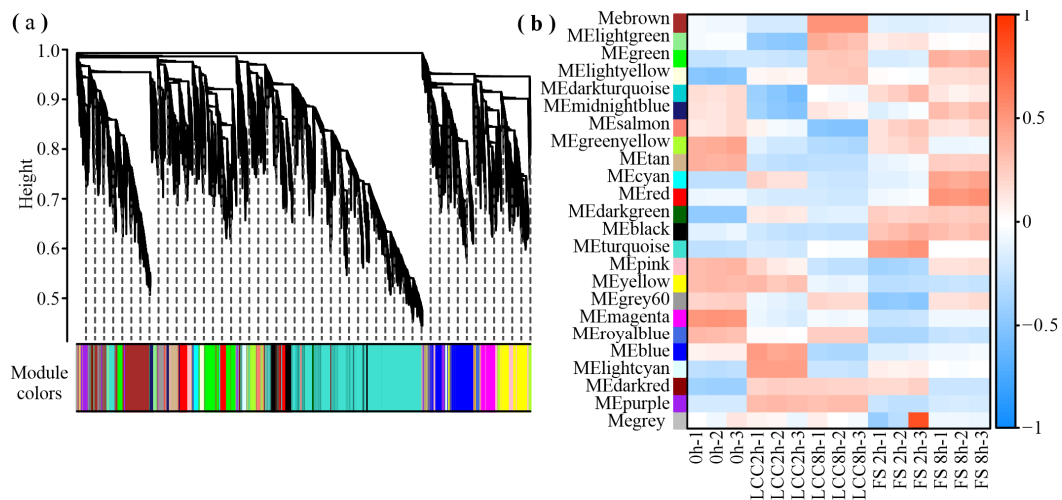 ( a )
1.0
0.9
0.8
0.7
0.6
0.5
Height
Module
colors
( b )
Mebrown
MElightgreen
MEgreen
MElightyellow
MEdarkturquoise
MEmidnightblue
MEsalmon
MEgreenyellow
MEtan
MEcyan
MEred
MEdarkgreen
MEblack
MEturquoise
MEpink
MEyellow
MEgrey60
MEmagenta
MEroyalblue
MEblue
MElightcyan
MEdarkred
MEpurple
Megrey
0h-1
0h-2
0h-3
LCC2h-1
LCC2h-2
LCC2h-3
LCC8h-1
LCC8h-2
LCC8h-3
FS 2h-1
FS 2h-2
FS 2h-3
FS 8h-1
FS 8h-2
FS 8h-3
1
0.5
0
−0.5
−1